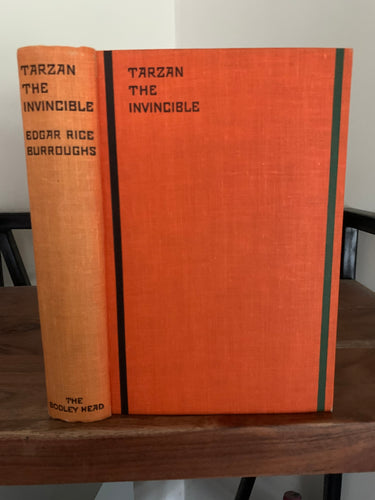 TARZAN
THE
INVINCIBLE
EDGAR RICE
BURROUGHS
THE
BODLEY HEAD
TARZAN
THE
INVINCIBLE